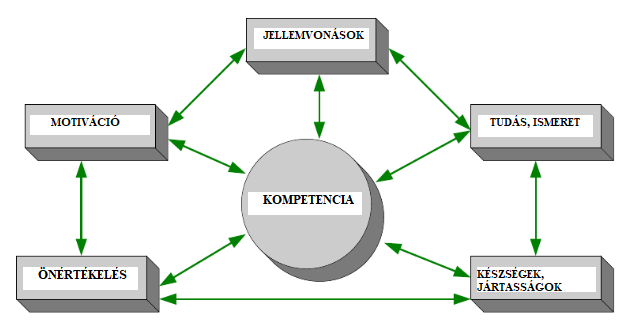 JELLEMVONÁSOK
MOTIVÁCIÓ
TUDÁS, ISMERET
KOMPETENCIA
ÖNÉRTÉKELÉS
KÉSZSÉGEK,
JÁRTASSÁGOK